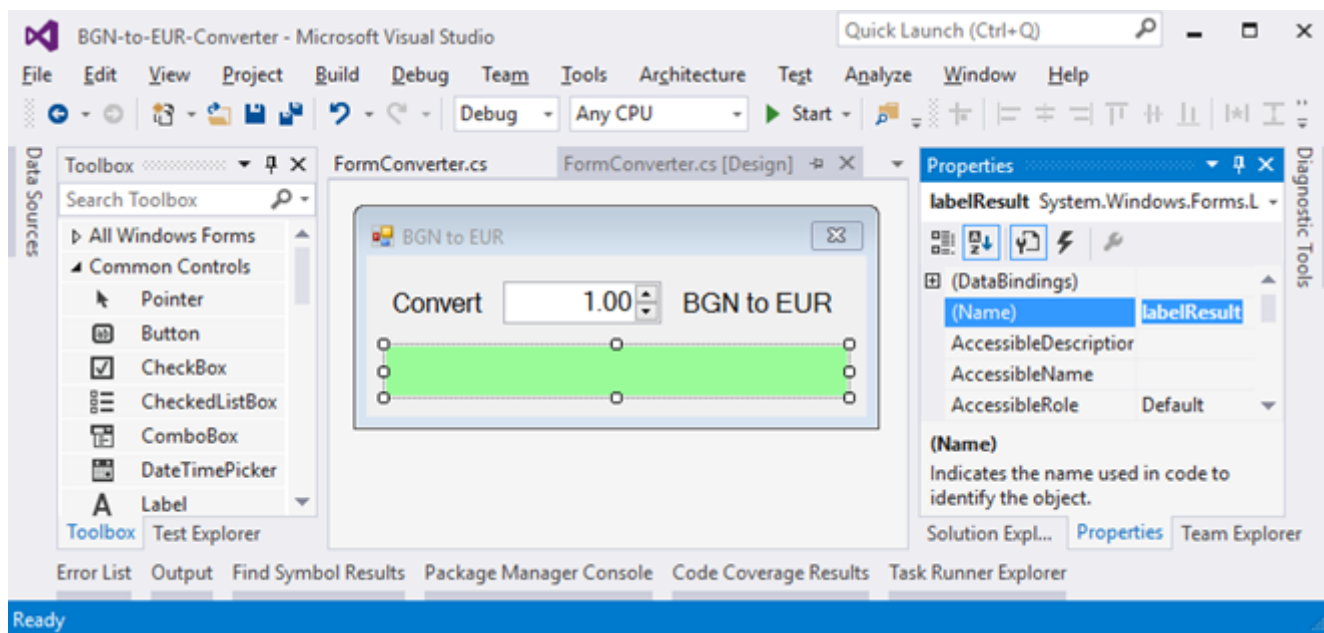 BGN-to-EUR-Converter - Microsoft Visual Studio
Quick Launch (Ctrl+Q)
File Edit View Project Build Debug Team Tools Architecture Test Analyze Window Help
Debug Any CPU Start
Data Sources
Toolbox
Search Toolbox
All Windows Forms
Common Controls
Pointer
Button
CheckBox
CheckedListBox
ComboBox
DateTimePicker
A Label
Toolbox Test Explorer
FormConverter.cs FormConverter.cs [Design]
BGN to EUR
Convert 1.00 BGN to EUR
Properties
labelResult System.Windows.Forms.L
(DataBindings)
(Name) labelResult
AccessibleDescription
AccessibleName
AccessibleRole Default
(Name)
Indicates the name used in code to
identify the object.
Solution Expl... Properties Team Explorer
Diagnostic Tools
Error List Output Find Symbol Results Package Manager Console Code Coverage Results Task Runner Explorer
Ready